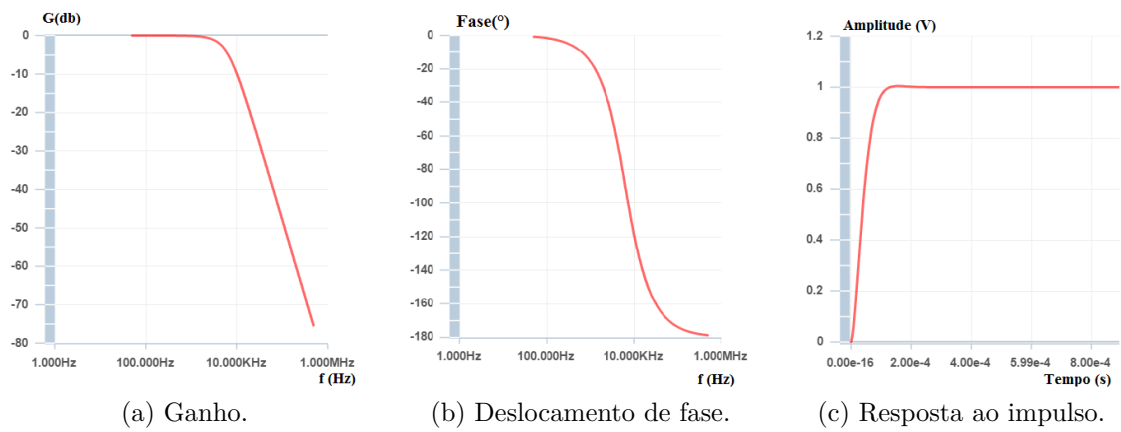 G(db)
0
-10
-20
-30
-40
-50
-60
-70
-80
1.000Hz 100.000Hz 10.000KHz 1.000MHz
f (Hz)
(a) Ganho.
Fase(°)
0
-20
-40
-60
-80
-100
-120
-140
-160
-180
1.000Hz 100.000Hz 10.000KHz 1.000MHz
f (Hz)
(b) Deslocamento de fase.
Amplitude (V)
1.2
1
0.8
0.6
0.4
0.2
0
0.00e-16 2.00e-4 4.00e-4 5.99e-4 8.00e-4
Tempo (s)
(c) Resposta ao impulso.